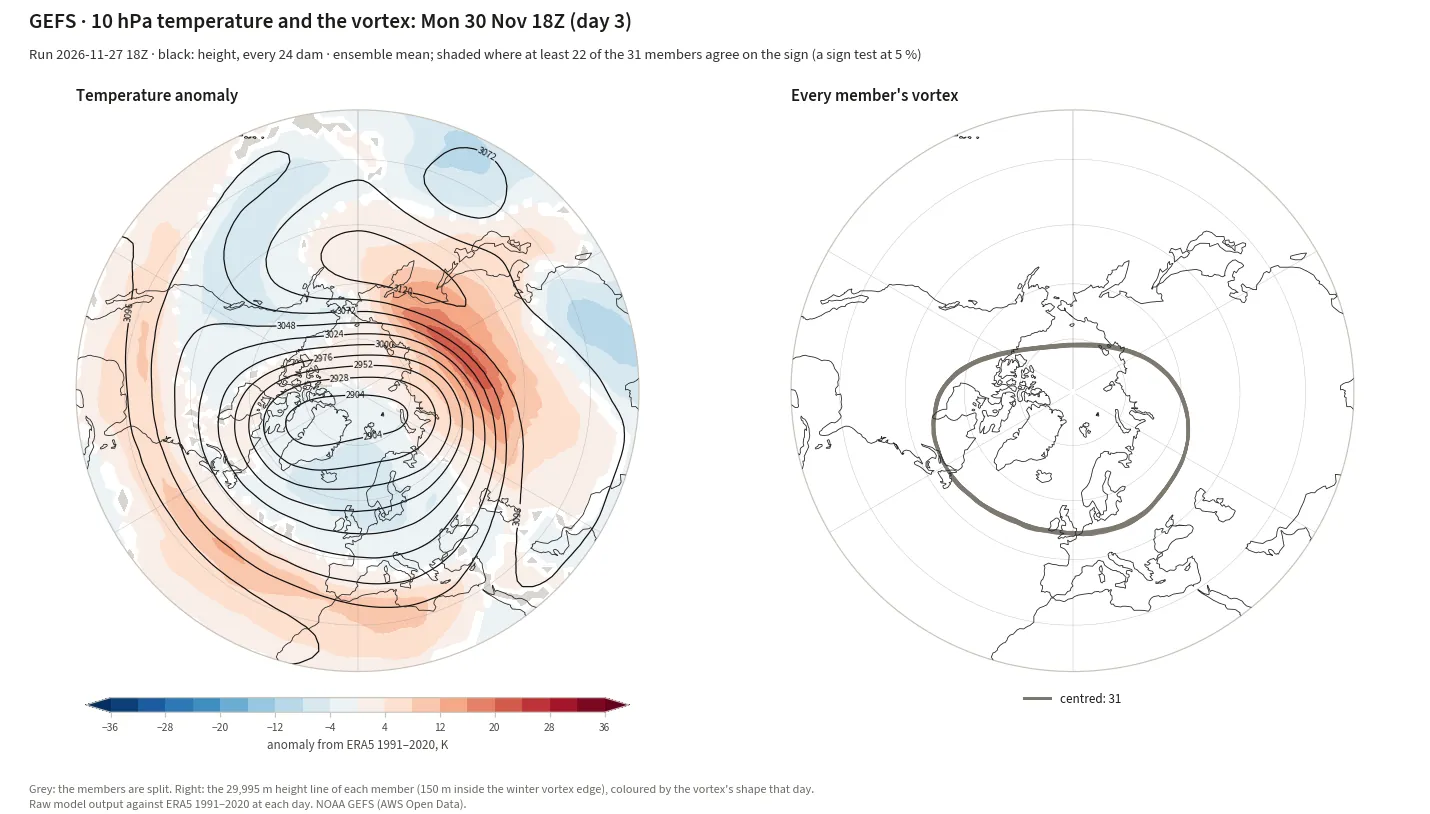 GEFS · 10 hPa temperature and the vortex: Mon 30 Nov 18Z (day 3)
Run 2026-11-27 18Z · black: height, every 24 dam · ensemble mean; shaded where at least 22 of the 31 members agree on the sign (a sign test at 5 %)
Temperature anomaly
Every member's vortex
3072
3096
3120
3072
3048
3024
3000
2976
2952
2928
2904
2904
3096
centred: 31
−36
−28
−20
−12
−4
4
12
20
28
36
anomaly from ERA5 1991–2020, K
Grey: the members are split. Right: the 29,995 m height line of each member (150 m inside the winter vortex edge), coloured by the vortex's shape that day.
Raw model output against ERA5 1991–2020 at each day. NOAA GEFS (AWS Open Data).